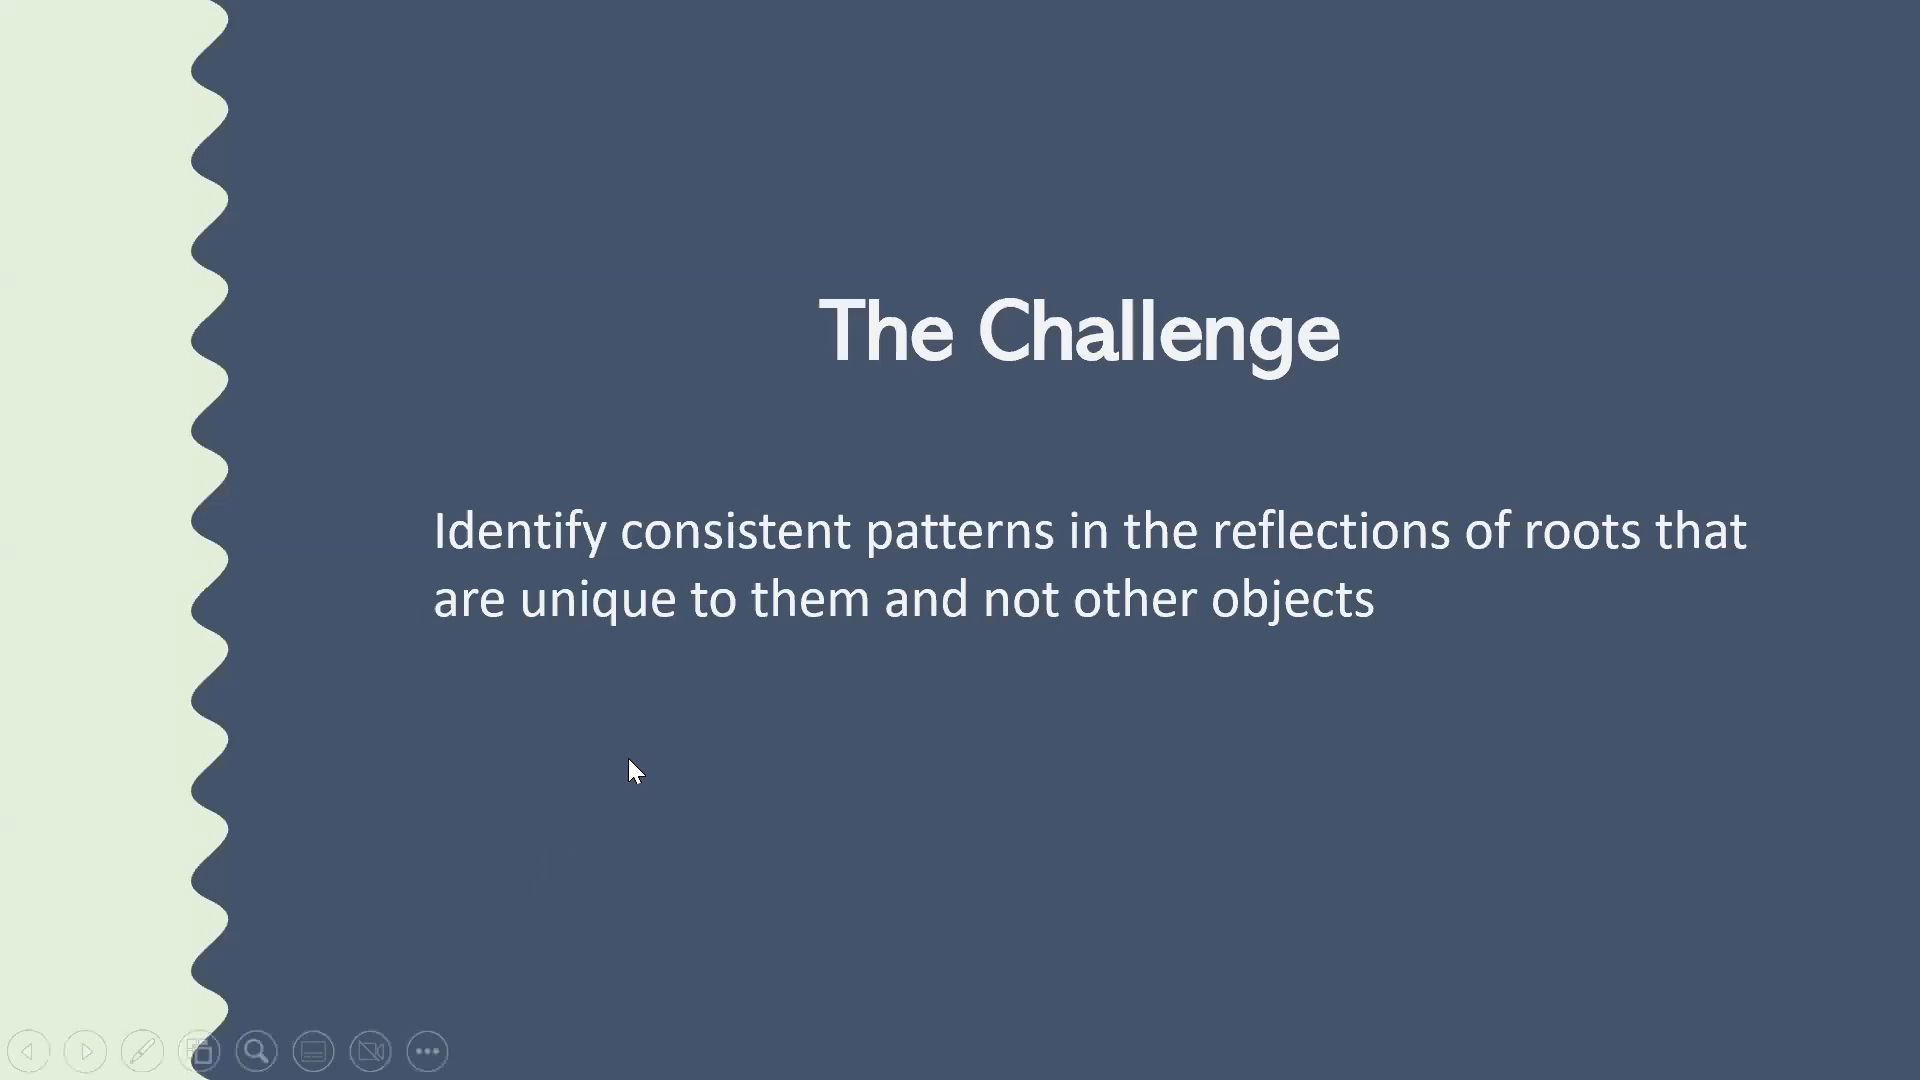 The Challenge
Identify consistent patterns in the reflections of roots that
are unique to them and not other objects